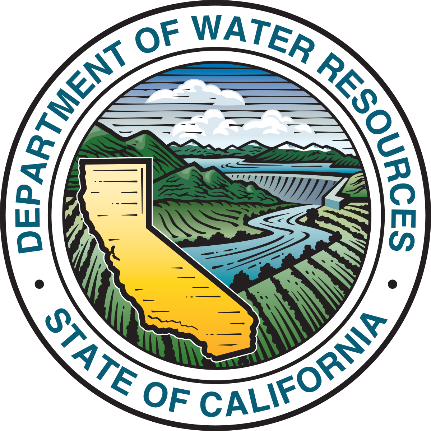 DEPARTMENT OF WATER RESOURCES
STATE OF CALIFORNIA